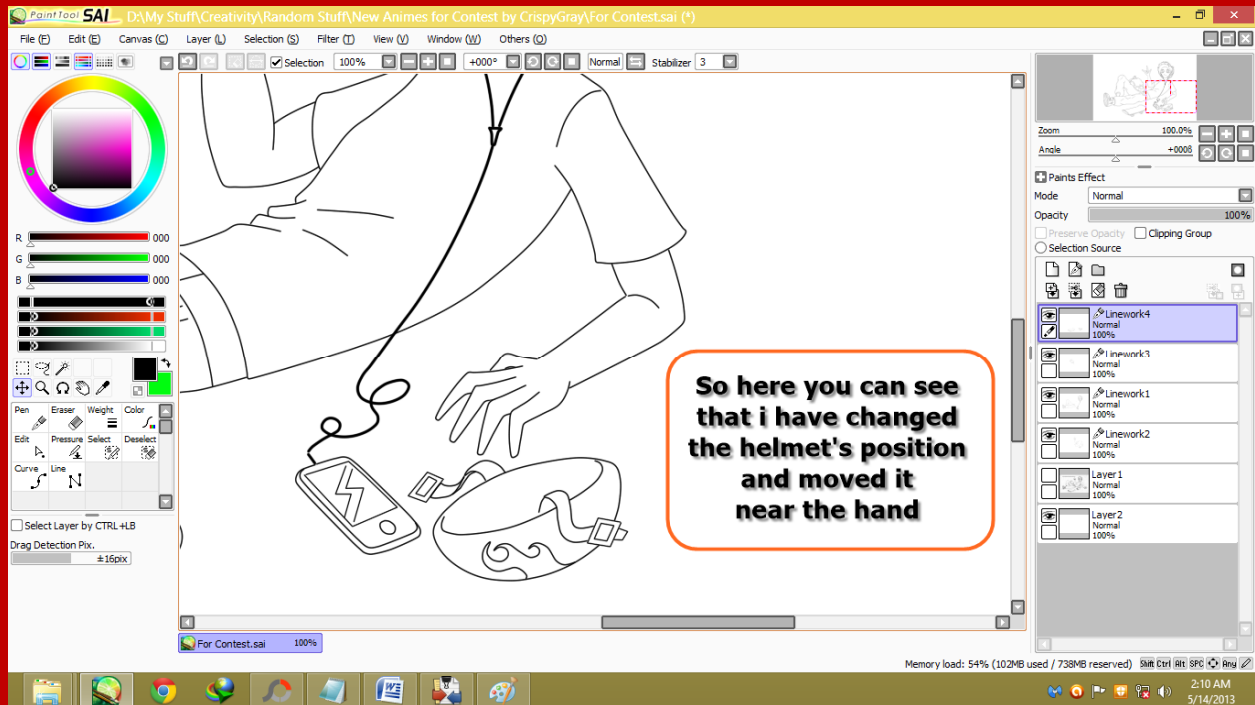 PaintTool SAI D:\My Stuff\Creativity\Random Stuff\New Animes for Contest by CrispyGray\For Contest.sai (*)
File (F) Edit (E) Canvas (C) Layer (L) Selection (S) Filter (T) View (V) Window (W) Others (O)
Selection 100% +000° Normal Stabilizer 3
Zoom 100.0%
Angle +000ß
Paints Effect
Mode Normal
Opacity 100%
Preserve Opacity Clipping Group
Selection Source
R 000
G 000
B 000
Pen Eraser Weight Color
Edit Pressure Select Deselect
Curve Line
Select Layer by CTRL+LB
Drag Detection Pix.
±16pix
So here you can see
that i have changed
the helmet's position
and moved it
near the hand
Linework4
Normal
100%
Linework3
Normal
100%
Linework1
Normal
100%
Linework2
Normal
100%
Layer1
Normal
100%
Layer2
Normal
100%
For Contest.sai 100%
Memory load: 54% (102MB used / 738MB reserved) Shift Ctrl Alt SPC Any
2:10 AM
5/14/2013